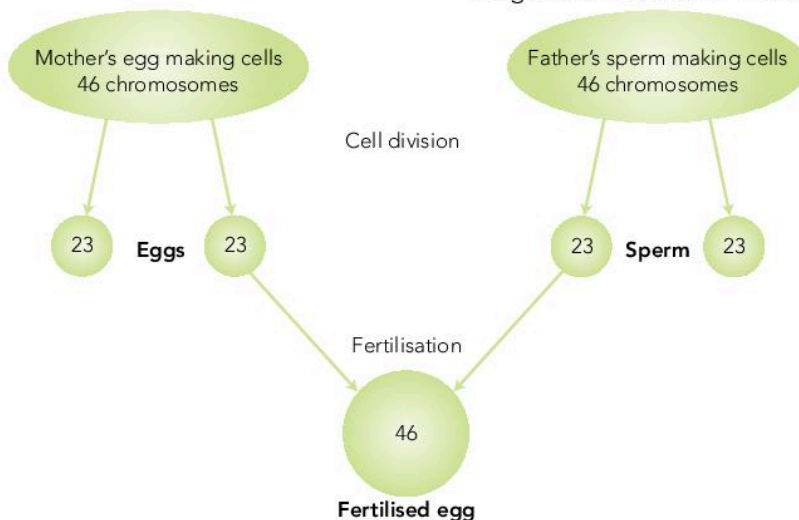 Mother's egg making cells
46 chromosomes
Father's sperm making cells
46 chromosomes
Cell division
23
Eggs
23
23
Sperm
23
Fertilisation
46
Fertilised egg